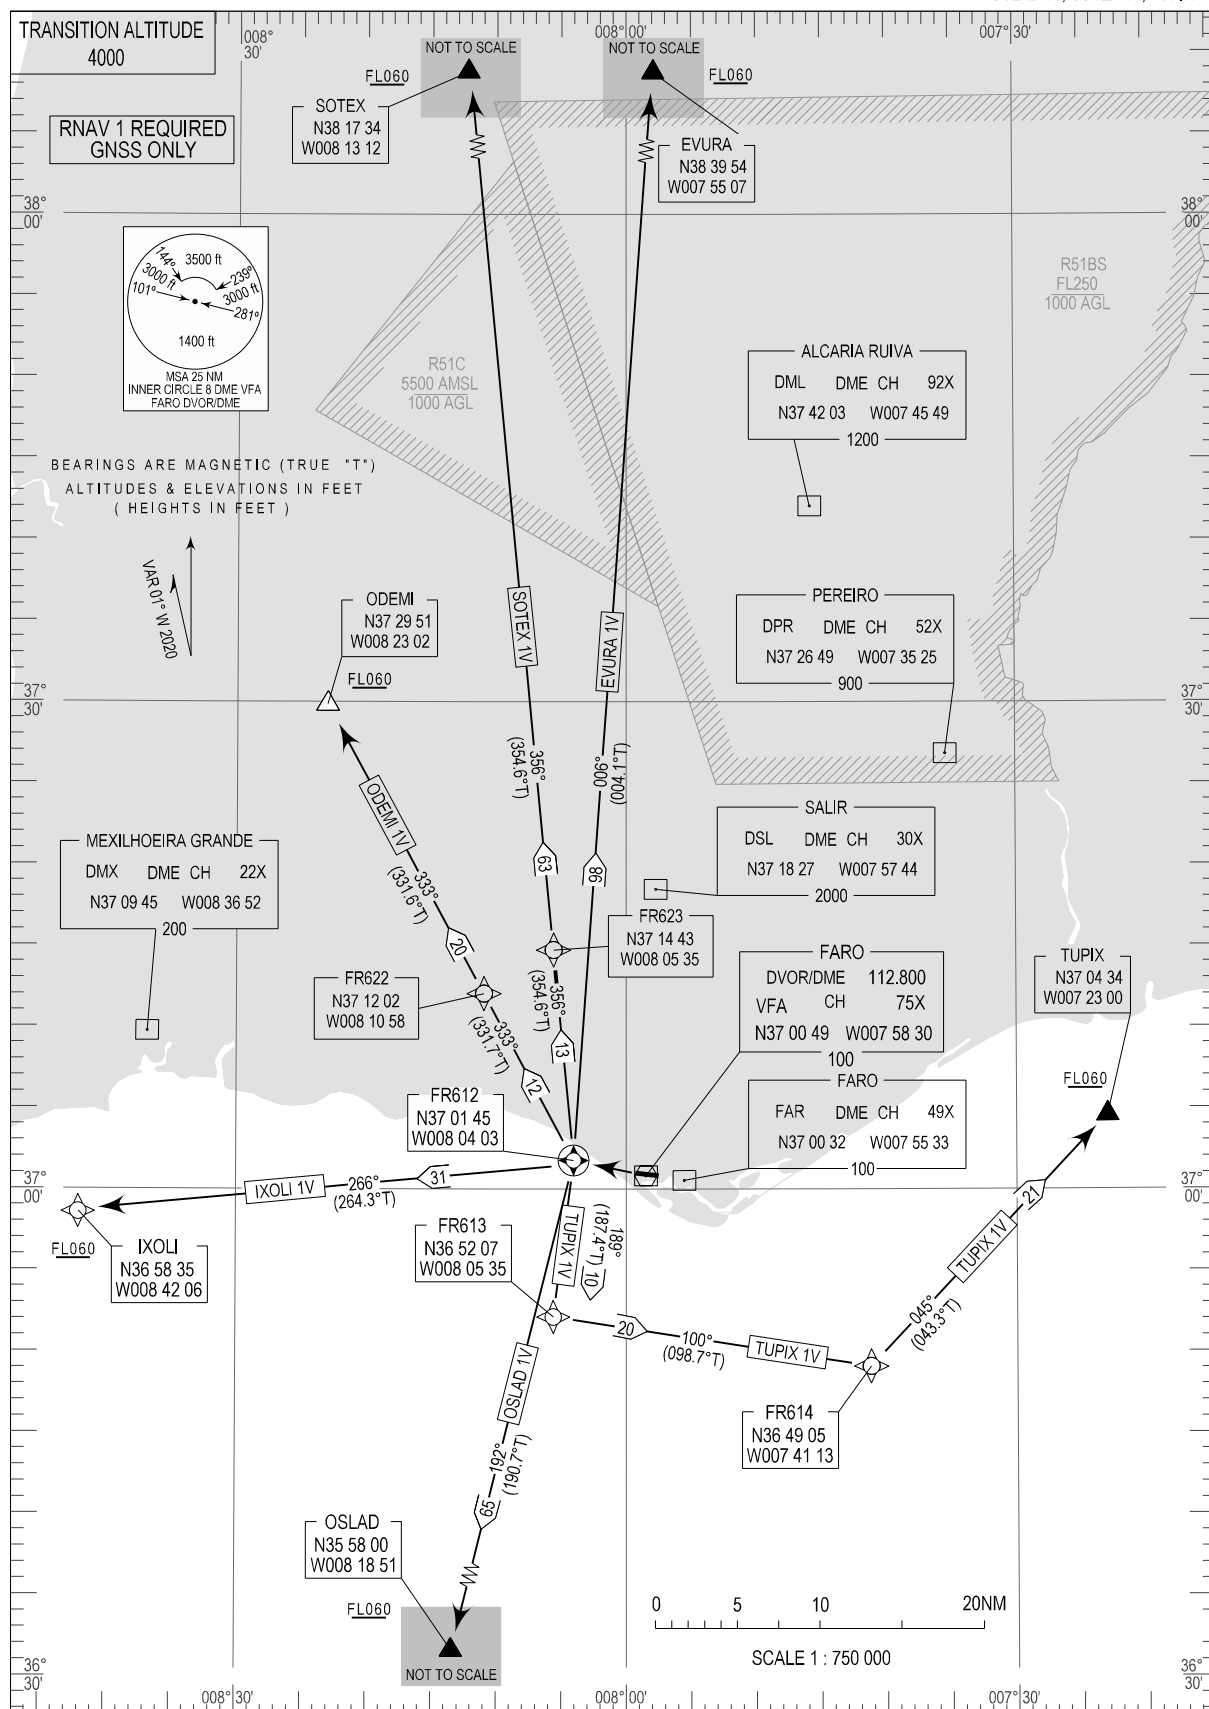 TRANSITION ALTITUDE
4000
008°
30'
008° 00'
007° 30'
NOT TO SCALE
NOT TO SCALE
FL060
FL060
SOTEX
N38 17 34
W008 13 12
EVURA
N38 39 54
W007 55 07
RNAV 1 REQUIRED
GNSS ONLY
38°
00'
38°
00'
144°
3500 ft
239°
3000 ft
3000 ft
101°
281°
1400 ft
MSA 25 NM
INNER CIRCLE 8 DME VFA
FARO DVOR/DME
R51BS
FL250
1000 AGL
R51C
5500 AMSL
1000 AGL
ALCARIA RUIVA
DML DME CH 92X
N37 42 03 W007 45 49
1200
BEARINGS ARE MAGNETIC (TRUE "T")
ALTITUDES & ELEVATIONS IN FEET
( HEIGHTS IN FEET )
VAR 01° W 2020
ODEMI
N37 29 51
W008 23 02
FL060
SOTEX 1V
EVURA 1V
PEREIRO
DPR DME CH 52X
N37 26 49 W007 35 25
900
37°
30'
37°
30'
356°
(354.6°T)
006°
(004.1°T)
ODEMI 1V
333°
(331.6°T)
20
63
98
SALIR
DSL DME CH 30X
N37 18 27 W007 57 44
2000
MEXILHOEIRA GRANDE
DMX DME CH 22X
N37 09 45 W008 36 52
200
FR623
N37 14 43
W008 05 35
FR622
N37 12 02
W008 10 58
356°
(354.6°T)
13
333°
(331.7°T)
12
FARO
DVOR/DME 112.800
VFA CH 75X
N37 00 49 W007 58 30
100
TUPIX
N37 04 34
W007 23 00
FL060
FR612
N37 01 45
W008 04 03
FARO
FAR DME CH 49X
N37 00 32 W007 55 33
100
37°
00'
37°
00'
IXOLI 1V
266°
(264.3°T)
31
IXOLI
N36 58 35
W008 42 06
FL060
FR613
N36 52 07
W008 05 35
TUPIX 1V
189°
(187.4°T) 10
21
TUPIX 1V
045°
(043.3°T)
20
100°
(098.7°T)
TUPIX 1V
FR614
N36 49 05
W007 41 13
OSLAD 1V
192°
(190.7°T)
65
OSLAD
N35 58 00
W008 18 51
FL060
NOT TO SCALE
0 5 10 20NM
SCALE 1 : 750 000
36°
30'
36°
30'
008° 30'
008° 00'
007° 30'